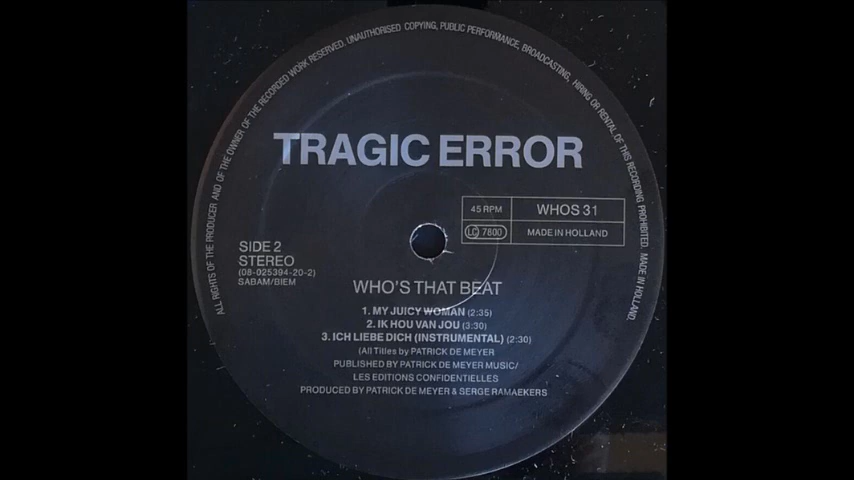 ALL RIGHTS OF THE PRODUCER AND OF THE OWNER OF THE RECORDED WORK RESERVED. UNAUTHORISED COPYING, PUBLIC PERFORMANCE, BROADCASTING, HIRING OR RENTAL OF THIS RECORDING PROHIBITED. MADE IN HOLLAND.
TRAGIC ERROR
45 RPM WHOS 31
LC 7800 MADE IN HOLLAND
SIDE 2
STEREO
(08-025394-20-2)
SABAM/BIEM
WHO'S THAT BEAT
1. MY JUICY WOMAN (2:35)
2. IK HOU VAN JOU (3:30)
3. ICH LIEBE DICH (INSTRUMENTAL) (2:30)
(All Titles by PATRICK DE MEYER
PUBLISHED BY PATRICK DE MEYER MUSIC/
LES EDITIONS CONFIDENTIELLES
PRODUCED BY PATRICK DE MEYER & SERGE RAMAEKERS